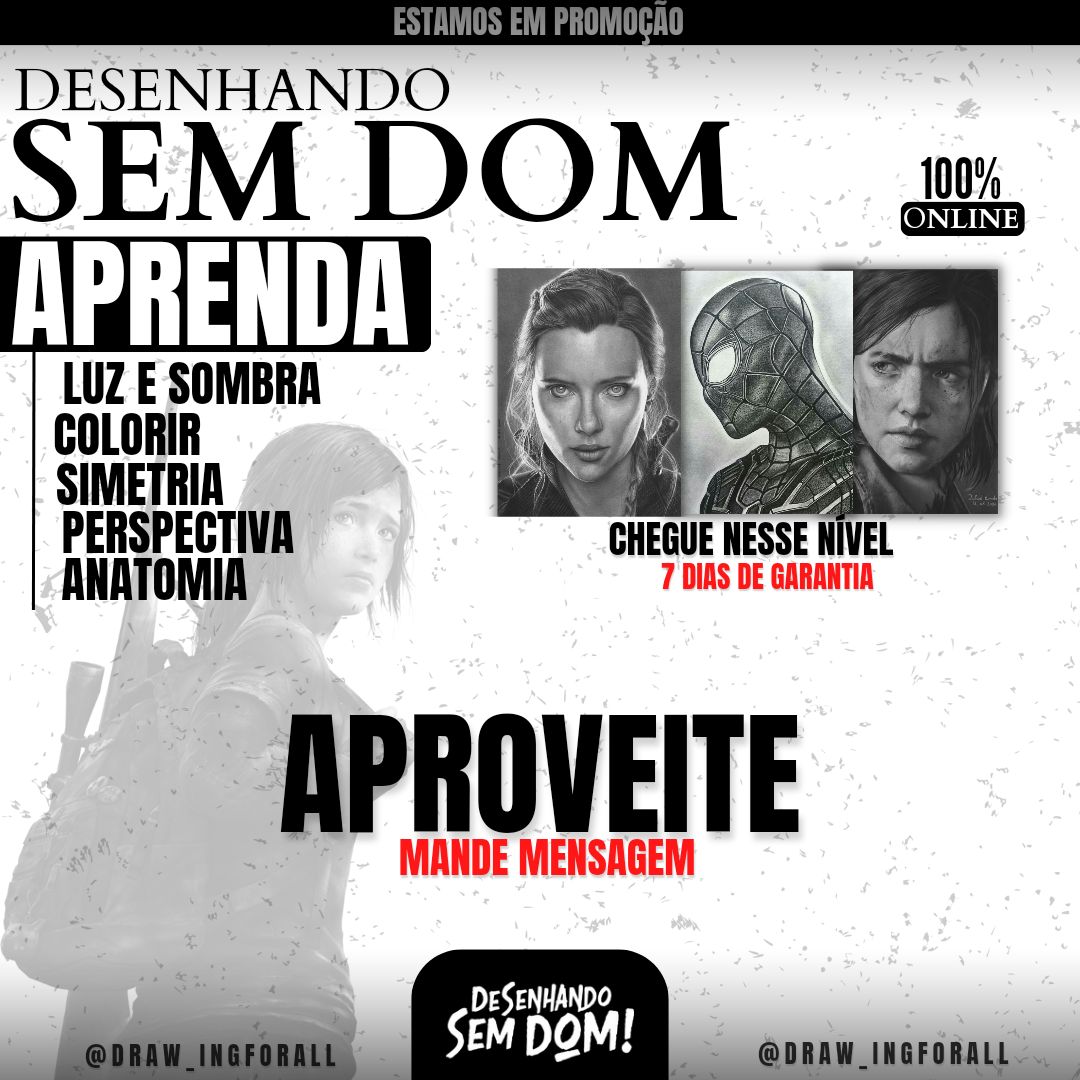 ESTAMOS EM PROMOÇÃO
DESENHANDO
SEM DOM
100%
ONLINE
APRENDA
LUZ E SOMBRA
COLORIR
SIMETRIA
PERSPECTIVA
ANATOMIA
CHEGUE NESSE NÍVEL
7 DIAS DE GARANTIA
APROVEITE
MANDE MENSAGEM
DESENHANDO
SEM DOM!
@DRAW_INGFORALL
@DRAW_INGFORALL